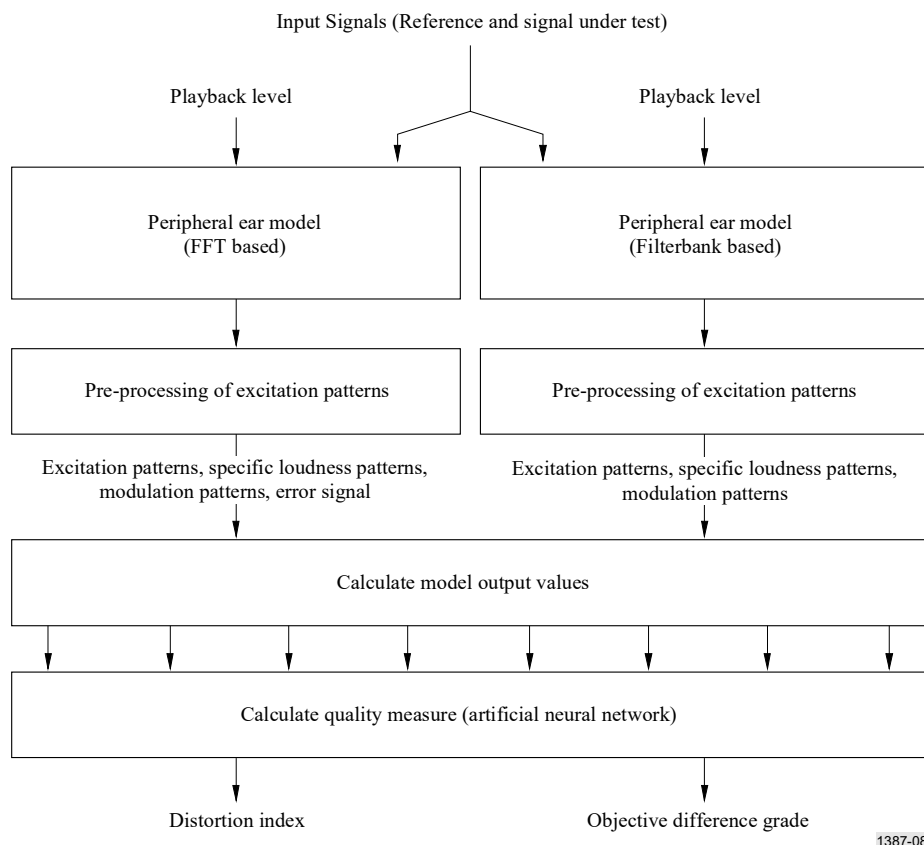 Input Signals (Reference and signal under test)
Playback level
Playback level
Peripheral ear model
(FFT based)
Peripheral ear model
(Filterbank based)
Pre-processing of excitation patterns
Pre-processing of excitation patterns
Excitation patterns, specific loudness patterns,
modulation patterns, error signal
Excitation patterns, specific loudness patterns,
modulation patterns
Calculate model output values
Calculate quality measure (artificial neural network)
Distortion index
Objective difference grade
1387-08